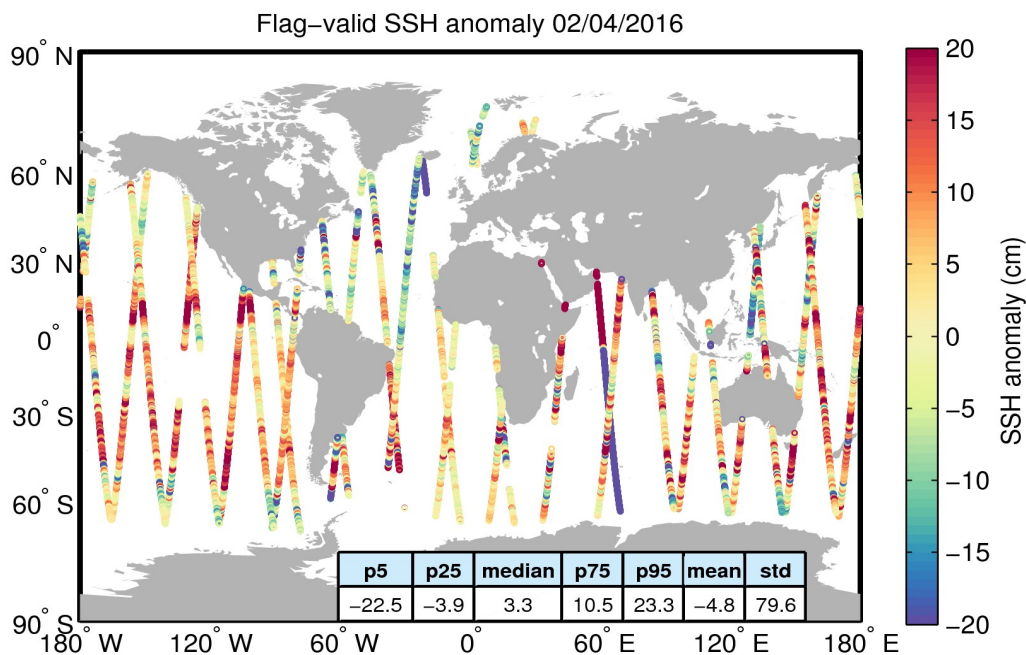 Flag−valid SSH anomaly 02/04/2016
90° N
60° N
30° N
0°
30° S
60° S
90° S
180° W
120° W
60° W
0°
60° E
120° E
180° E
p5 p25 median p75 p95 mean std
−22.5 −3.9 3.3 10.5 23.3 −4.8 79.6
20
15
10
5
0
−5
−10
−15
−20
SSH anomaly (cm)